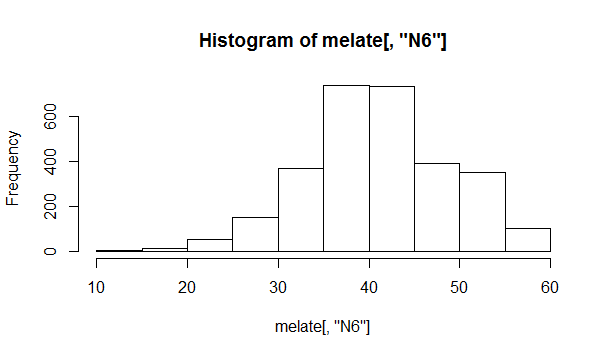 Histogram of melate[, "N6"]
Frequency
600
400
200
0
10 20 30 40 50 60
melate[, "N6"]